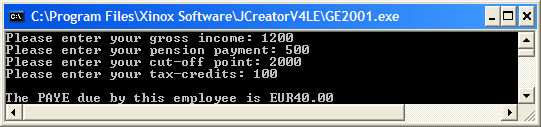 C:\Program Files\Xinox Software\JCreatorV4LE\GE2001.exe
Please enter your gross income: 1200
Please enter your pension payment: 500
Please enter your cut-off point: 2000
Please enter your tax-credits: 100
The PAYE due by this employee is EUR40.00